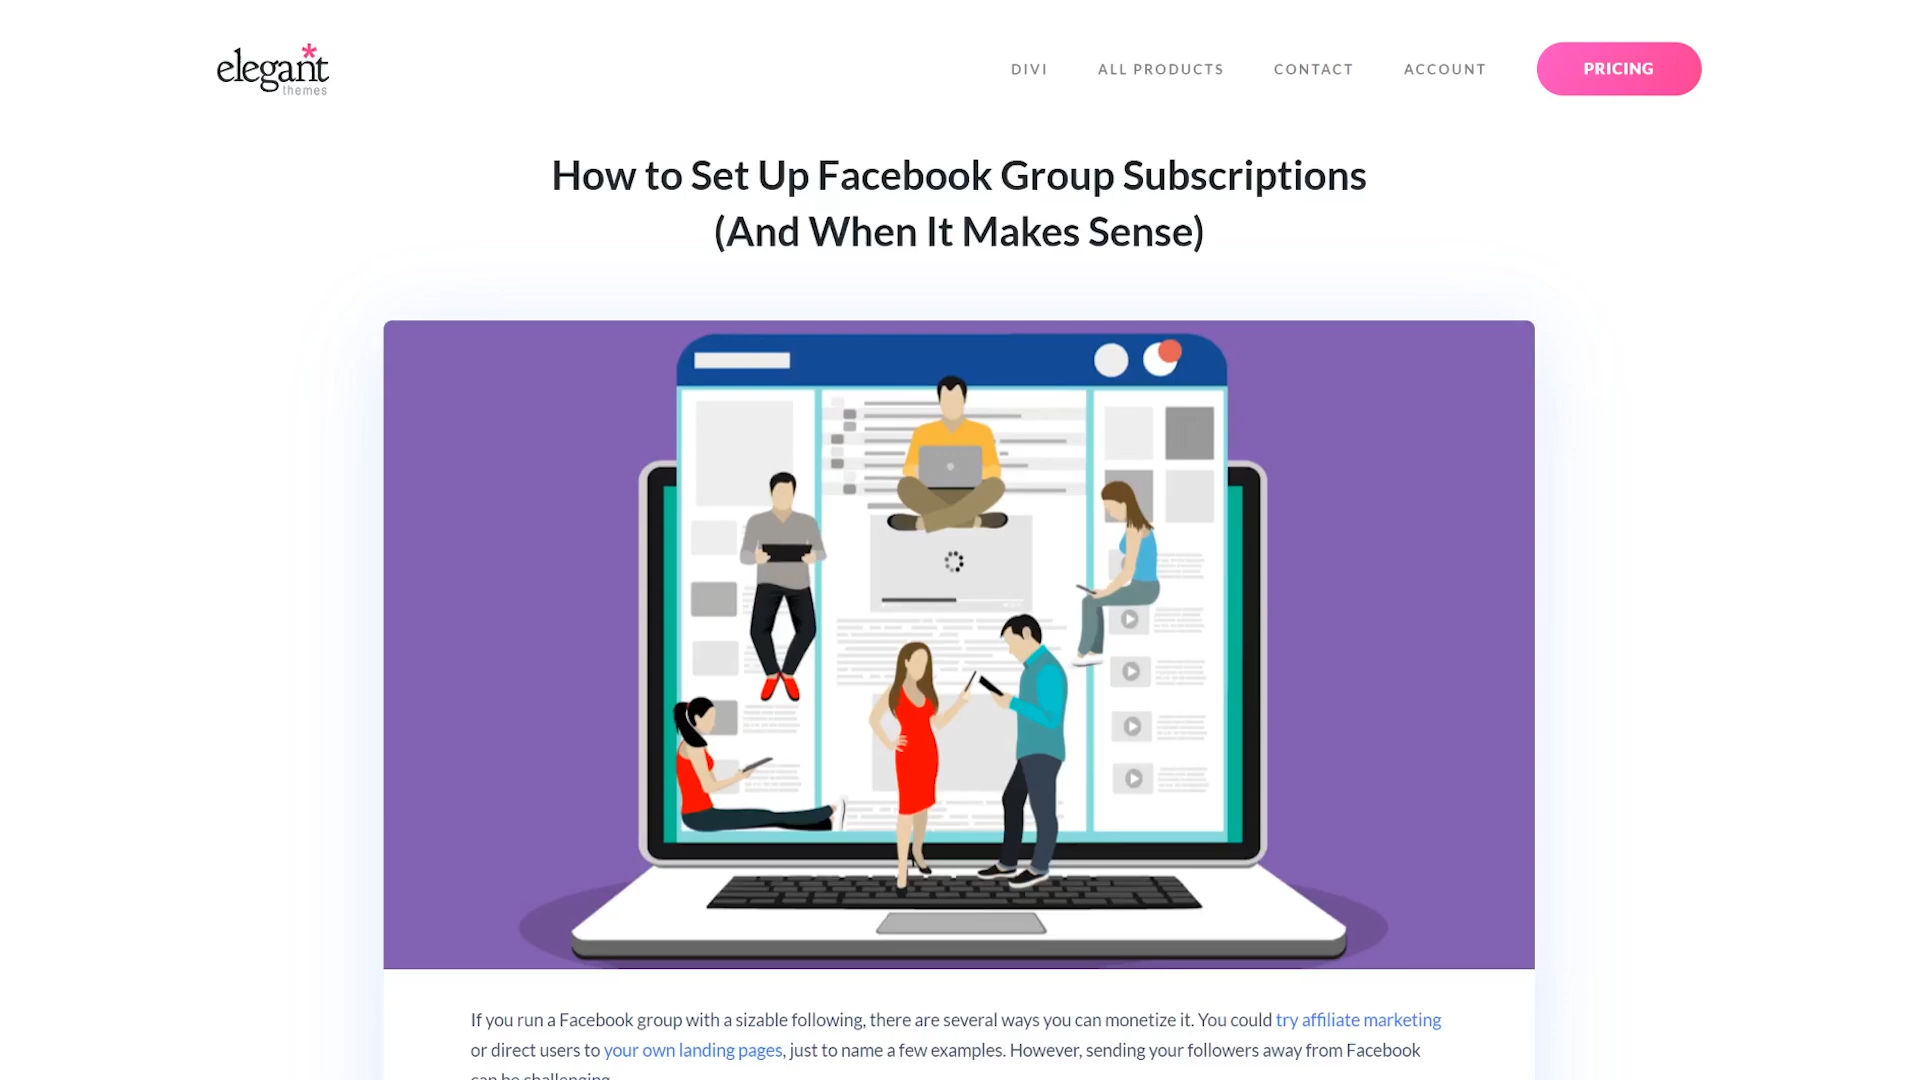 elegant*
themes
DIVI
ALL PRODUCTS
CONTACT
ACCOUNT
PRICING
How to Set Up Facebook Group Subscriptions
(And When It Makes Sense)
If you run a Facebook group with a sizable following, there are several ways you can monetize it. You could try affiliate marketing
or direct users to your own landing pages, just to name a few examples. However, sending your followers away from Facebook
can be challenging.